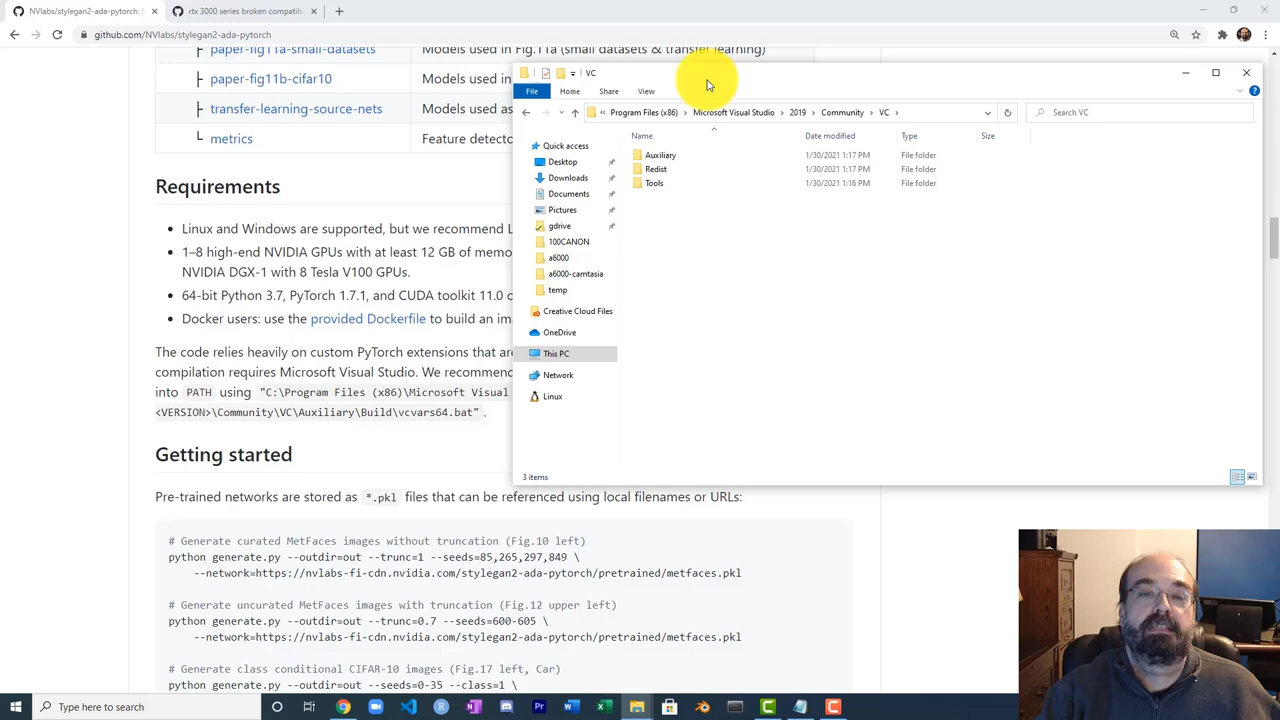 NVlabs/stylegan2-ada-pytorch:
rtx 3000 series broken compatib
github.com/NVlabs/stylegan2-ada-pytorch
├ paper-fig11a-small-datasets
Models used in Fig.11a (small datasets & transfer learning)
├ paper-fig11b-cifar10
Models used in
├ transfer-learning-source-nets
Models used as
└ metrics
Feature detecto
Requirements
Linux and Windows are supported, but we recommend L
1–8 high-end NVIDIA GPUs with at least 12 GB of memo
NVIDIA DGX-1 with 8 Tesla V100 GPUs.
64-bit Python 3.7, PyTorch 1.7.1, and CUDA toolkit 11.0 o
Docker users: use the provided Dockerfile to build an ima
The code relies heavily on custom PyTorch extensions that are
compilation requires Microsoft Visual Studio. We recommend
into PATH using "C:\Program Files (x86)\Microsoft Visual
<VERSION>\Community\VC\Auxiliary\Build\vcvars64.bat".
Getting started
Pre-trained networks are stored as *.pkl files that can be referenced using local filenames or URLs:
# Generate curated MetFaces images without truncation (Fig.10 left)
python generate.py --outdir=out --trunc=1 --seeds=85,265,297,849 \
--network=https://nvlabs-fi-cdn.nvidia.com/stylegan2-ada-pytorch/pretrained/metfaces.pkl
# Generate uncurated MetFaces images with truncation (Fig.12 upper left)
python generate.py --outdir=out --trunc=0.7 --seeds=600-605 \
--network=https://nvlabs-fi-cdn.nvidia.com/stylegan2-ada-pytorch/pretrained/metfaces.pkl
# Generate class conditional CIFAR-10 images (Fig.17 left, Car)
python generate.py --outdir=out --seeds=0-35 --class=1 \
VC
File Home Share View
« Program Files (x86) › Microsoft Visual Studio › 2019 › Community › VC ›
Search VC
Name Date modified Type Size
Auxiliary 1/30/2021 1:17 PM File folder
Redist 1/30/2021 1:17 PM File folder
Tools 1/30/2021 1:16 PM File folder
Quick access
Desktop
Downloads
Documents
Pictures
gdrive
100CANON
a6000
a6000-camtasia
temp
Creative Cloud Files
OneDrive
This PC
Network
Linux
3 items
Type here to search